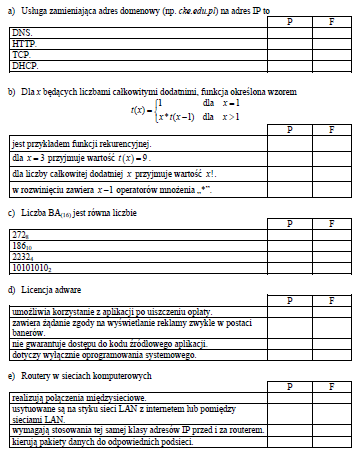 a) Usługa zamieniająca adres domenowy (np. cke.edu.pl) na adres IP to
P F
DNS.
HTTP.
TCP.
DHCP.
b) Dla x będących liczbami całkowitymi dodatnimi, funkcja określona wzorem
t(x)={1 dla x=1
x*t(x−1) dla x>1
P F
jest przykładem funkcji rekurencyjnej.
dla x=3 przyjmuje wartość t(x)=9.
dla liczby całkowitej dodatniej x przyjmuje wartość x!.
w rozwinięciu zawiera x−1 operatorów mnożenia „*”.
c) Liczba BA(16) jest równa liczbie
P F
272₈
186₁₀
2232₄
10101010₂
d) Licencja adware
P F
umożliwia korzystanie z aplikacji po uiszczeniu opłaty.
zawiera żądanie zgody na wyświetlanie reklamy zwykle w postaci
banerów.
nie gwarantuje dostępu do kodu źródłowego aplikacji.
dotyczy wyłącznie oprogramowania systemowego.
e) Routery w sieciach komputerowych
P F
realizują połączenia międzysieciowe.
usytuowane są na styku sieci LAN z internetem lub pomiędzy
sieciami LAN.
wymagają stosowania tej samej klasy adresów IP przed i za routerem.
kierują pakiety danych do odpowiednich podsieci.